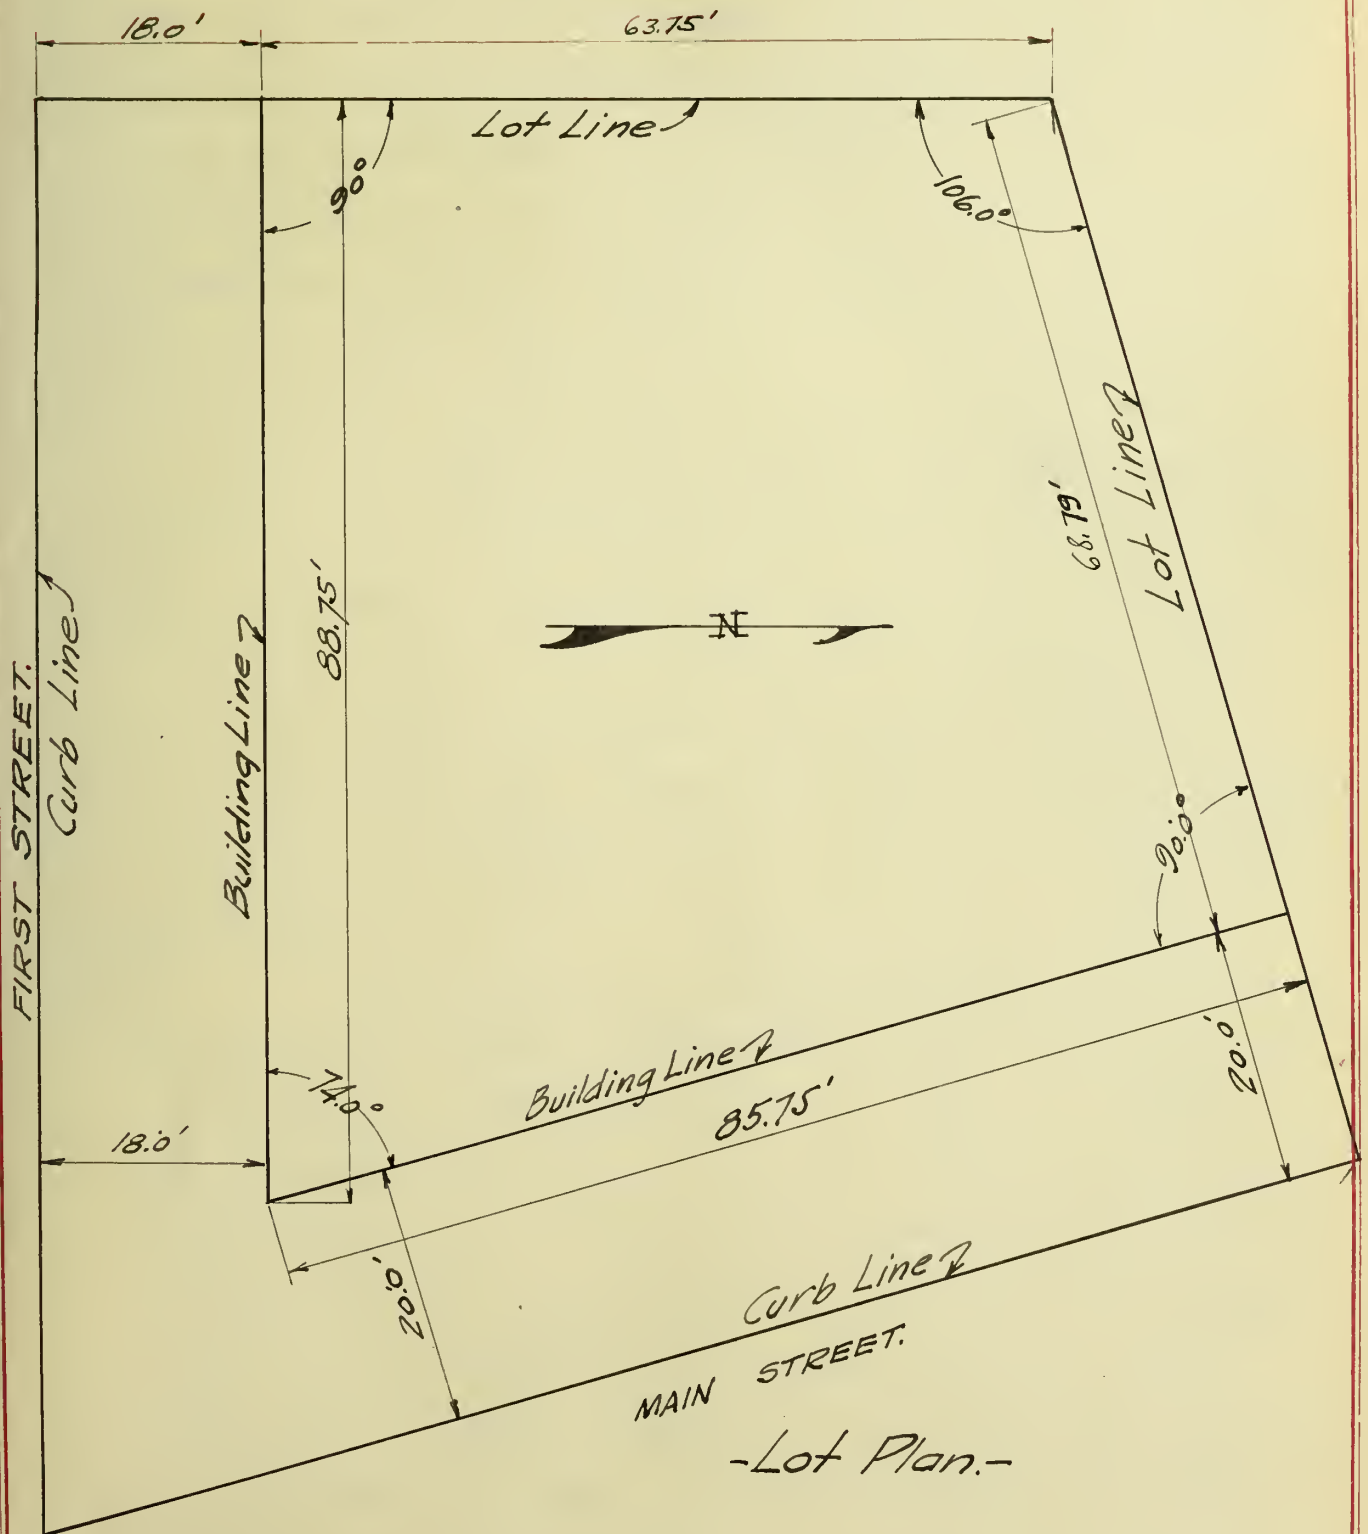 18.0'
63.75'
Lot Line
90°
106.0°
68.79'
Lot Line
88.75'
N
FIRST STREET.
Curb Line
Building Line
90.0°
74.0°
18.0'
Building Line
85.75'
20.0'
20.0'
Curb Line
MAIN STREET.
-Lot Plan.-